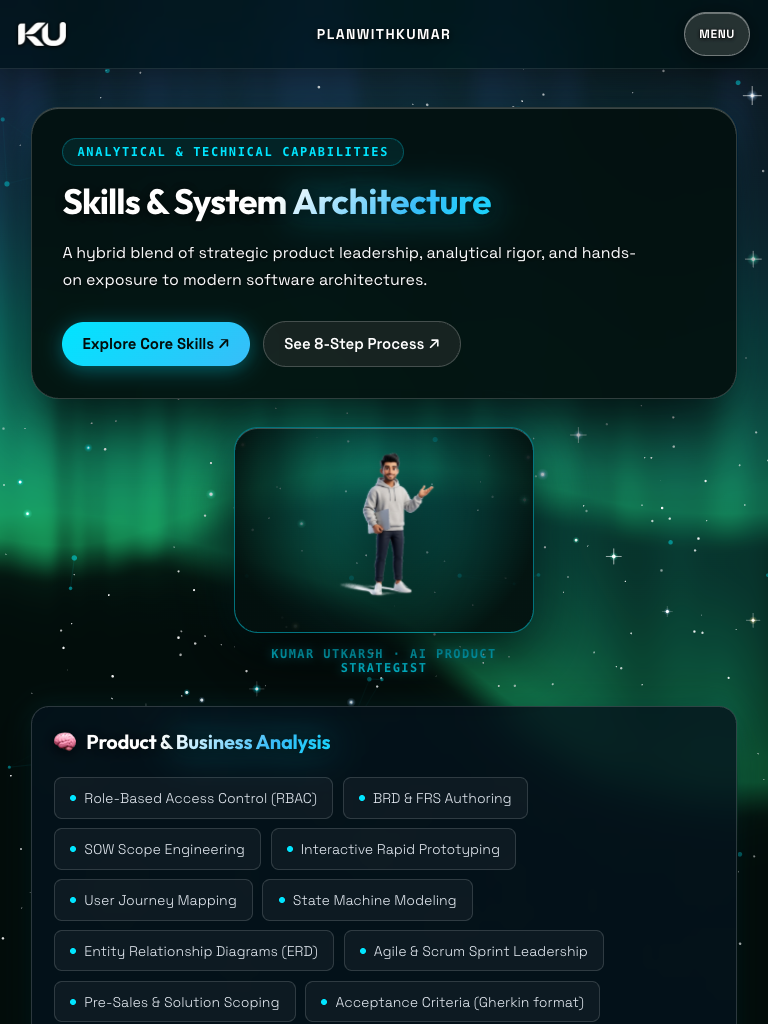 KU
PLANWITHKUMAR
MENU
ANALYTICAL & TECHNICAL CAPABILITIES
Skills & System Architecture
A hybrid blend of strategic product leadership, analytical rigor, and hands-
on exposure to modern software architectures.
Explore Core Skills ↗
See 8-Step Process ↗
KUMAR UTKARSH · AI PRODUCT
STRATEGIST
Product & Business Analysis
Role-Based Access Control (RBAC)
BRD & FRS Authoring
SOW Scope Engineering
Interactive Rapid Prototyping
User Journey Mapping
State Machine Modeling
Entity Relationship Diagrams (ERD)
Agile & Scrum Sprint Leadership
Pre-Sales & Solution Scoping
Acceptance Criteria (Gherkin format)